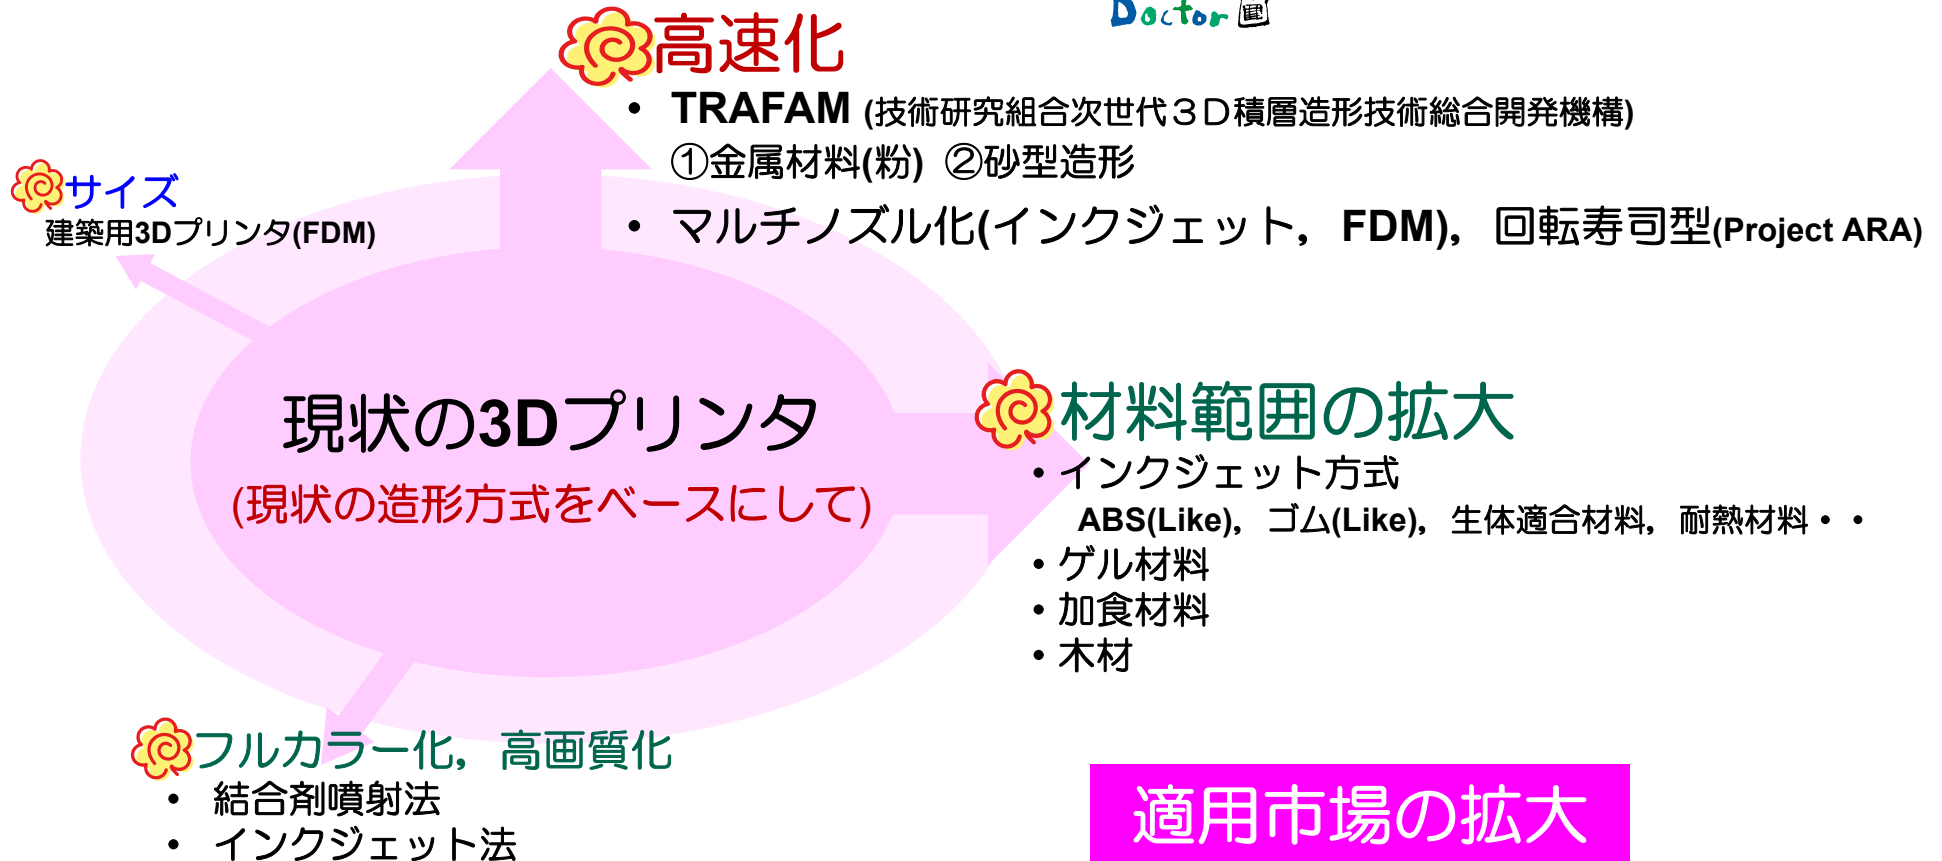 Doctor
高速化
• TRAFAM (技術研究組合次世代３Ｄ積層造形技術総合開発機構)
①金属材料(粉) ②砂型造形
• マルチノズル化(インクジェット，FDM)，回転寿司型(Project ARA)
サイズ
建築用3Dプリンタ(FDM)
現状の3Dプリンタ
(現状の造形方式をベースにして)
材料範囲の拡大
・インクジェット方式
ABS(Like)，ゴム(Like)，生体適合材料，耐熱材料・・
・ゲル材料
・加食材料
・木材
フルカラー化，高画質化
• 結合剤噴射法
• インクジェット法
適用市場の拡大